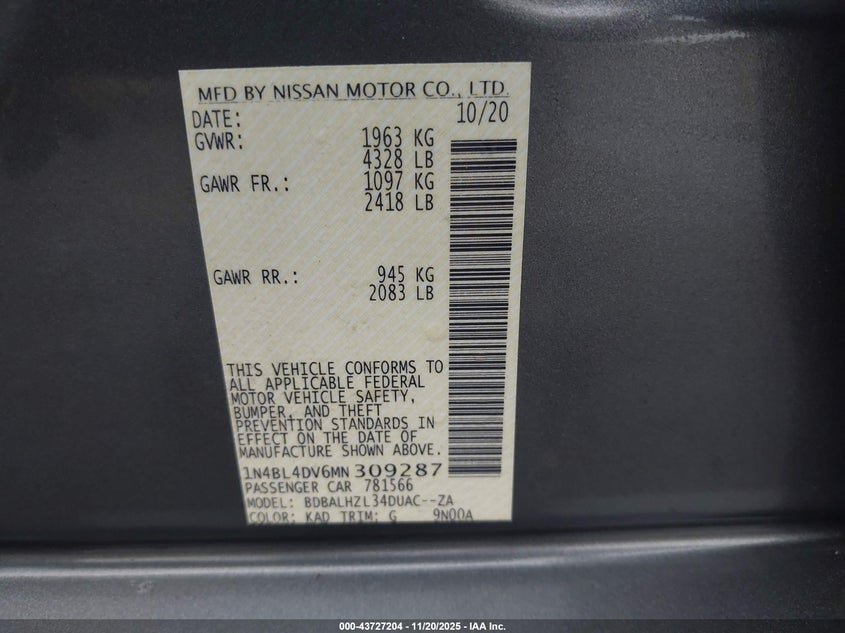 MFD BY NISSAN MOTOR CO., LTD.
DATE: 10/20
GVWR: 1963 KG
4328 LB
GAWR FR.: 1097 KG
2418 LB
GAWR RR.: 945 KG
2083 LB
THIS VEHICLE CONFORMS TO
ALL APPLICABLE FEDERAL
MOTOR VEHICLE SAFETY,
BUMPER, AND THEFT
PREVENTION STANDARDS IN
EFFECT ON THE DATE OF
MANUFACTURE SHOWN ABOVE.
1N4BL4DV6MN309287
PASSENGER CAR 781566
MODEL: BDBALHZL34DUAC--ZA
COLOR: KAD TRIM: G 9N00A
000-43727204 - 11/20/2025 - IAA Inc.